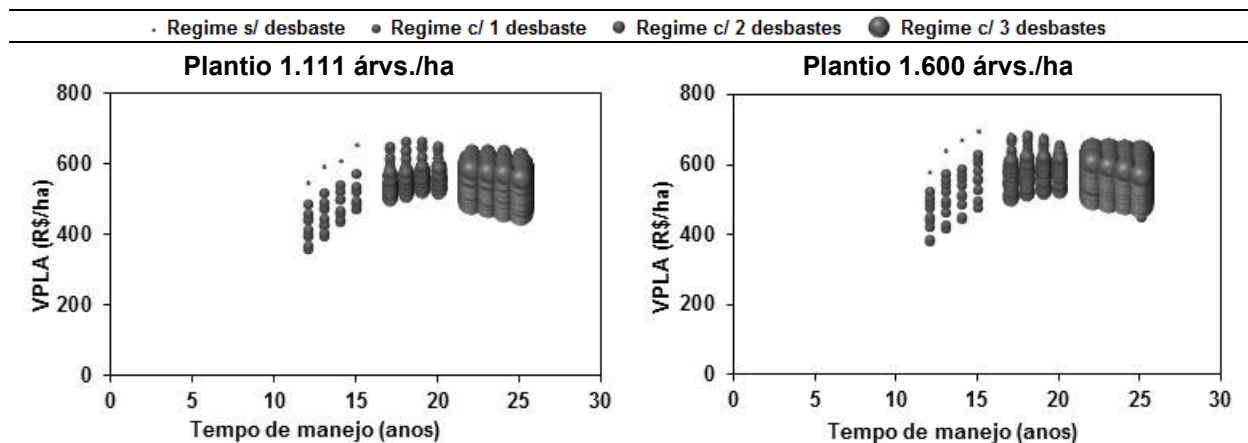 Regime s/ desbaste Regime c/ 1 desbaste Regime c/ 2 desbastes Regime c/ 3 desbastes
Plantio 1.111 árvs./ha
800
600
400
200
0
VPLA (R$/ha)
0 5 10 15 20 25 30
Tempo de manejo (anos)
Plantio 1.600 árvs./ha
800
600
400
200
0
VPLA (R$/ha)
0 5 10 15 20 25 30
Tempo de manejo (anos)